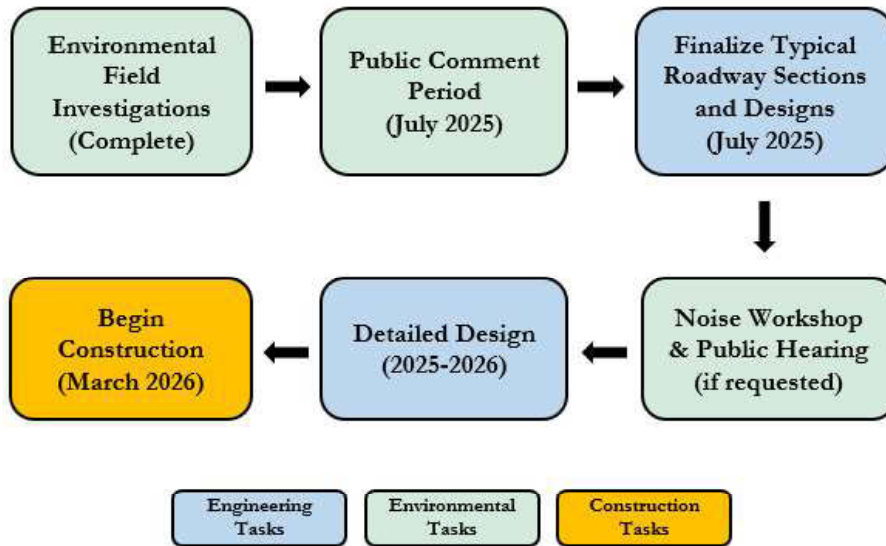 Environmental
Field
Investigations
(Complete)
Public Comment
Period
(July 2025)
Finalize Typical
Roadway Sections
and Designs
(July 2025)
Noise Workshop
& Public Hearing
(if requested)
Detailed Design
(2025-2026)
Begin
Construction
(March 2026)
Engineering
Tasks
Environmental
Tasks
Construction
Tasks